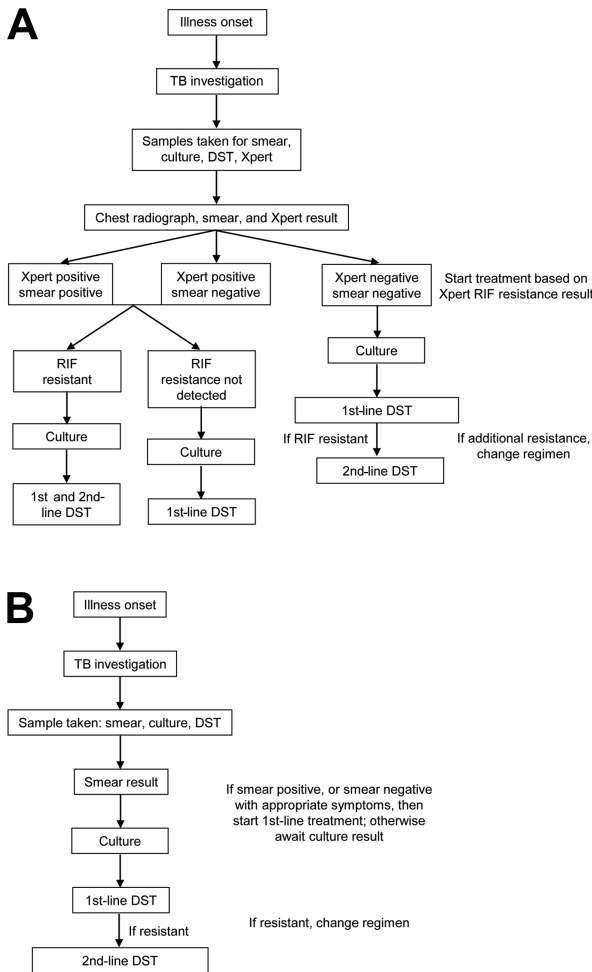 A
Illness onset
TB investigation
Samples taken for smear,
culture, DST, Xpert
Chest radiograph, smear, and Xpert result
Xpert positive
smear positive
Xpert positive
smear negative
Xpert negative
smear negative
Start treatment based on
Xpert RIF resistance result
RIF
resistant
RIF
resistance not
detected
Culture
Culture
Culture
1st and 2nd-
line DST
1st-line DST
1st-line DST
If RIF resistant
If additional resistance,
change regimen
2nd-line DST
B
Illness onset
TB investigation
Sample taken: smear, culture, DST
Smear result
If smear positive, or smear negative
with appropriate symptoms, then
start 1st-line treatment; otherwise
await culture result
Culture
1st-line DST
If resistant
If resistant, change regimen
2nd-line DST